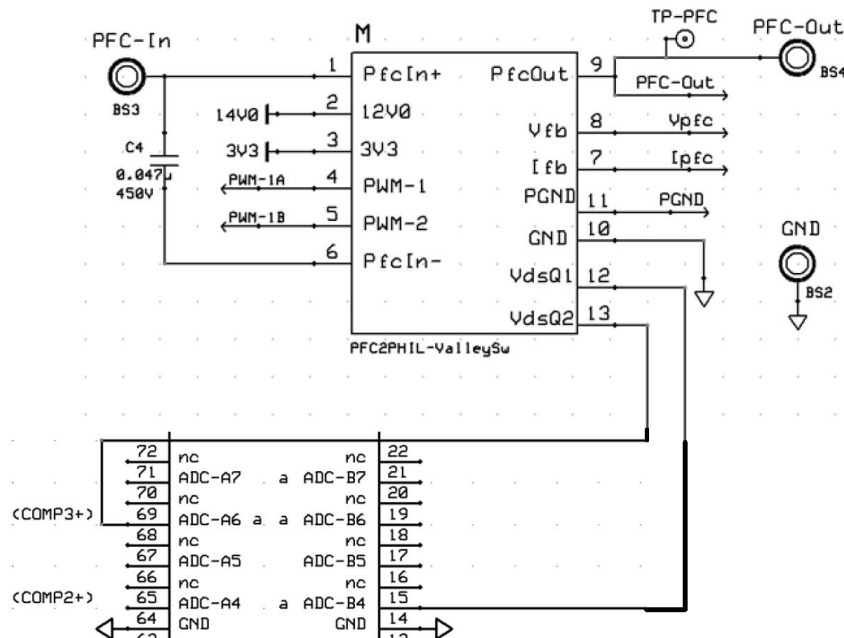 TP-PFC
PFC-In
M
PFC-Out
BS3
BS4
1 PfcIn+
PfcOut 9
PFC-Out
14V0 2 12V0
Vfb 8 Vpfc
C4
0.047u
450V
3V3 3 3V3
Ifb 7 Ipfc
PWM-1A 4 PWM-1
PGND 11 PGND
PWM-1B 5 PWM-2
GND 10
GND
6 PfcIn-
VdsQ1 12
BS2
VdsQ2 13
PFC2PHIL-ValleySw
72 nc nc 22
71 ADC-A7 a ADC-B7 21
70 nc nc 20
(COMP3+) 69 ADC-A6 a a ADC-B6 19
68 nc nc 18
67 ADC-A5 ADC-B5 17
66 nc nc 16
(COMP2+) 65 ADC-A4 a ADC-B4 15
64 GND GND 14